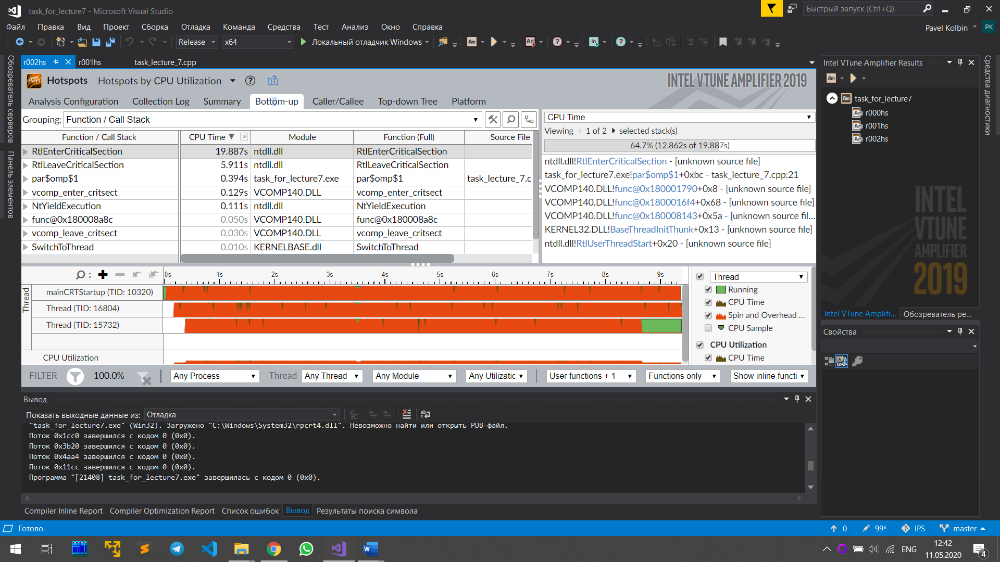 task_for_lecture7 - Microsoft Visual Studio
Быстрый запуск (Ctrl+Q)
Файл Правка Вид Проект Сборка Отладка Команда Средства Тест Анализ Окно Справка
Pavel Kolbin PK
Release x64 Локальный отладчик Windows
Обозреватель серверов
Панель элементов
r002hs r001hs task_lecture_7.cpp
Am Hotspots Hotspots by CPU Utilization
INTEL VTUNE AMPLIFIER 2019
Analysis Configuration Collection Log Summary Bottom-up Caller/Callee Top-down Tree Platform
Grouping: Function / Call Stack
Function / Call Stack CPU Time Module Function (Full) Source File
RtlEnterCriticalSection 19.887s ntdll.dll RtlEnterCriticalSection
RtlLeaveCriticalSection 5.911s ntdll.dll RtlLeaveCriticalSection
par$omp$1 0.394s task_for_lecture7.exe par$omp$1 task_lecture_7.c
vcomp_enter_critsect 0.129s VCOMP140.DLL vcomp_enter_critsect
NtYieldExecution 0.111s ntdll.dll NtYieldExecution
func@0x180008a8c 0.050s VCOMP140.DLL func@0x180008a8c
vcomp_leave_critsect 0.030s VCOMP140.DLL vcomp_leave_critsect
SwitchToThread 0.010s KERNELBASE.dll SwitchToThread
CPU Time
Viewing 1 of 2 selected stack(s)
64.7% (12.862s of 19.887s)
ntdll.dll!RtlEnterCriticalSection - [unknown source file]
task_for_lecture7.exe!par$omp$1+0xbc - task_lecture_7.cpp:21
VCOMP140.DLL!func@0x180001790+0x8 - [unknown source file]
VCOMP140.DLL!func@0x1800016f4+0x68 - [unknown source file]
VCOMP140.DLL!func@0x180008143+0x5a - [unknown source fil...
KERNEL32.DLL!BaseThreadInitThunk+0x13 - [unknown source file]
ntdll.dll!RtlUserThreadStart+0x20 - [unknown source file]
0s 1s 2s 3s 4s 5s 6s 7s 8s 9s
Thread
mainCRTStartup (TID: 10320)
Thread (TID: 16804)
Thread (TID: 15732)
CPU Utilization
Thread
Running
CPU Time
Spin and Overhead ...
CPU Sample
CPU Utilization
CPU Time
FILTER 100.0% Any Process Thread Any Thread Any Module Any Utilizatic User functions + 1 Functions only Show inline functi
Intel VTune Amplifier Results
task_for_lecture7
r000hs
r001hs
r002hs
INTEL
VTUNE
AMPLIFIER
2019
Intel VTune Amplifi... Обозреватель ре...
Свойства
Средства диагностики
Вывод
Показать выходные данные из: Отладка
"task_for_lecture7.exe" (Win32). Загружено "C:\Windows\System32\rpcrt4.dll". Невозможно найти или открыть PDB-файл.
Поток 0x1cc0 завершился с кодом 0 (0x0).
Поток 0x3b20 завершился с кодом 0 (0x0).
Поток 0x4aa4 завершился с кодом 0 (0x0).
Поток 0x11cc завершился с кодом 0 (0x0).
Программа "[21408] task_for_lecture7.exe" завершилась с кодом 0 (0x0).
Compiler Inline Report Compiler Optimization Report Список ошибок Вывод Результаты поиска символа
Готово 0 99* IPS master
ENG 12:42
11.05.2020 4